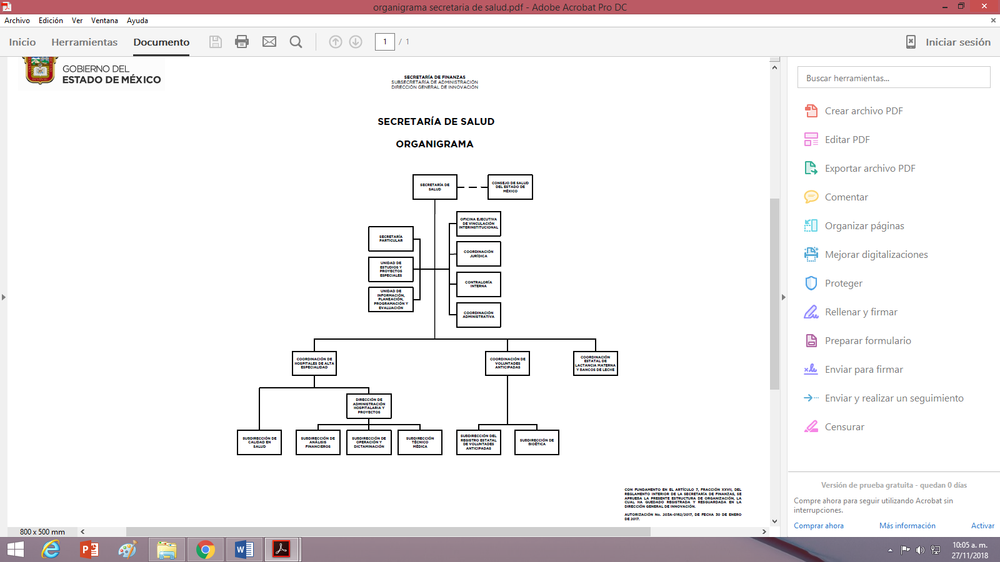 organigrama secretaria de salud.pdf - Adobe Acrobat Pro DC
Archivo Edición Ver Ventana Ayuda
Inicio Herramientas Documento 1 / 1 Iniciar sesión
GOBIERNO DEL
ESTADO DE MÉXICO
SECRETARÍA DE FINANZAS
SUBSECRETARÍA DE ADMINISTRACIÓN
DIRECCIÓN GENERAL DE INNOVACIÓN
SECRETARÍA DE SALUD
ORGANIGRAMA
SECRETARÍA DE
SALUD
CONSEJO DE SALUD
DEL ESTADO DE
MÉXICO
OFICINA EJECUTIVA
DE VINCULACIÓN
INTERINSTITUCIONAL
SECRETARÍA
PARTICULAR
COORDINACIÓN
JURÍDICA
UNIDAD DE
ESTUDIOS Y
PROYECTOS
ESPECIALES
CONTRALORÍA
INTERNA
UNIDAD DE
INFORMACIÓN,
PLANEACIÓN,
PROGRAMACIÓN Y
EVALUACIÓN
COORDINACIÓN
ADMINISTRATIVA
COORDINACIÓN DE
HOSPITALES DE ALTA
ESPECIALIDAD
COORDINACIÓN DE
VOLUNTADES
ANTICIPADAS
COORDINACIÓN
ESTATAL DE
LACTANCIA MATERNA
Y BANCOS DE LECHE
DIRECCIÓN DE
ADMINISTRACIÓN
HOSPITALARIA Y
PROYECTOS
SUBDIRECCIÓN DE
CALIDAD EN
SALUD
SUBDIRECCIÓN DE
ANÁLISIS
FINANCIEROS
SUBDIRECCIÓN DE
OPERACIÓN Y
DICTAMINACIÓN
SUBDIRECCIÓN
TÉCNICO
MÉDICA
SUBDIRECCIÓN DEL
REGISTRO ESTATAL
DE VOLUNTADES
ANTICIPADAS
SUBDIRECCIÓN DE
BIOÉTICA
CON FUNDAMENTO EN EL ARTÍCULO 7, FRACCIÓN XXVII, DEL
REGLAMENTO INTERIOR DE LA SECRETARÍA DE FINANZAS, SE
APRUEBA LA PRESENTE ESTRUCTURA DE ORGANIZACIÓN, LA
CUAL HA QUEDADO REGISTRADA Y RESGUARDADA EN LA
DIRECCIÓN GENERAL DE INNOVACIÓN.
AUTORIZACIÓN No. 203A-0162/2017, DE FECHA 30 DE ENERO
DE 2017.
800 x 500 mm
Buscar herramientas...
Crear archivo PDF
Editar PDF
Exportar archivo PDF
Comentar
Organizar páginas
Mejorar digitalizaciones
Proteger
Rellenar y firmar
Preparar formulario
Enviar para firmar
Enviar y realizar un seguimiento
Censurar
Versión de prueba gratuita - quedan 0 días
Compre ahora para seguir utilizando Acrobat sin
interrupciones.
Comprar ahora Más información Activar
10:05 a. m.
27/11/2018